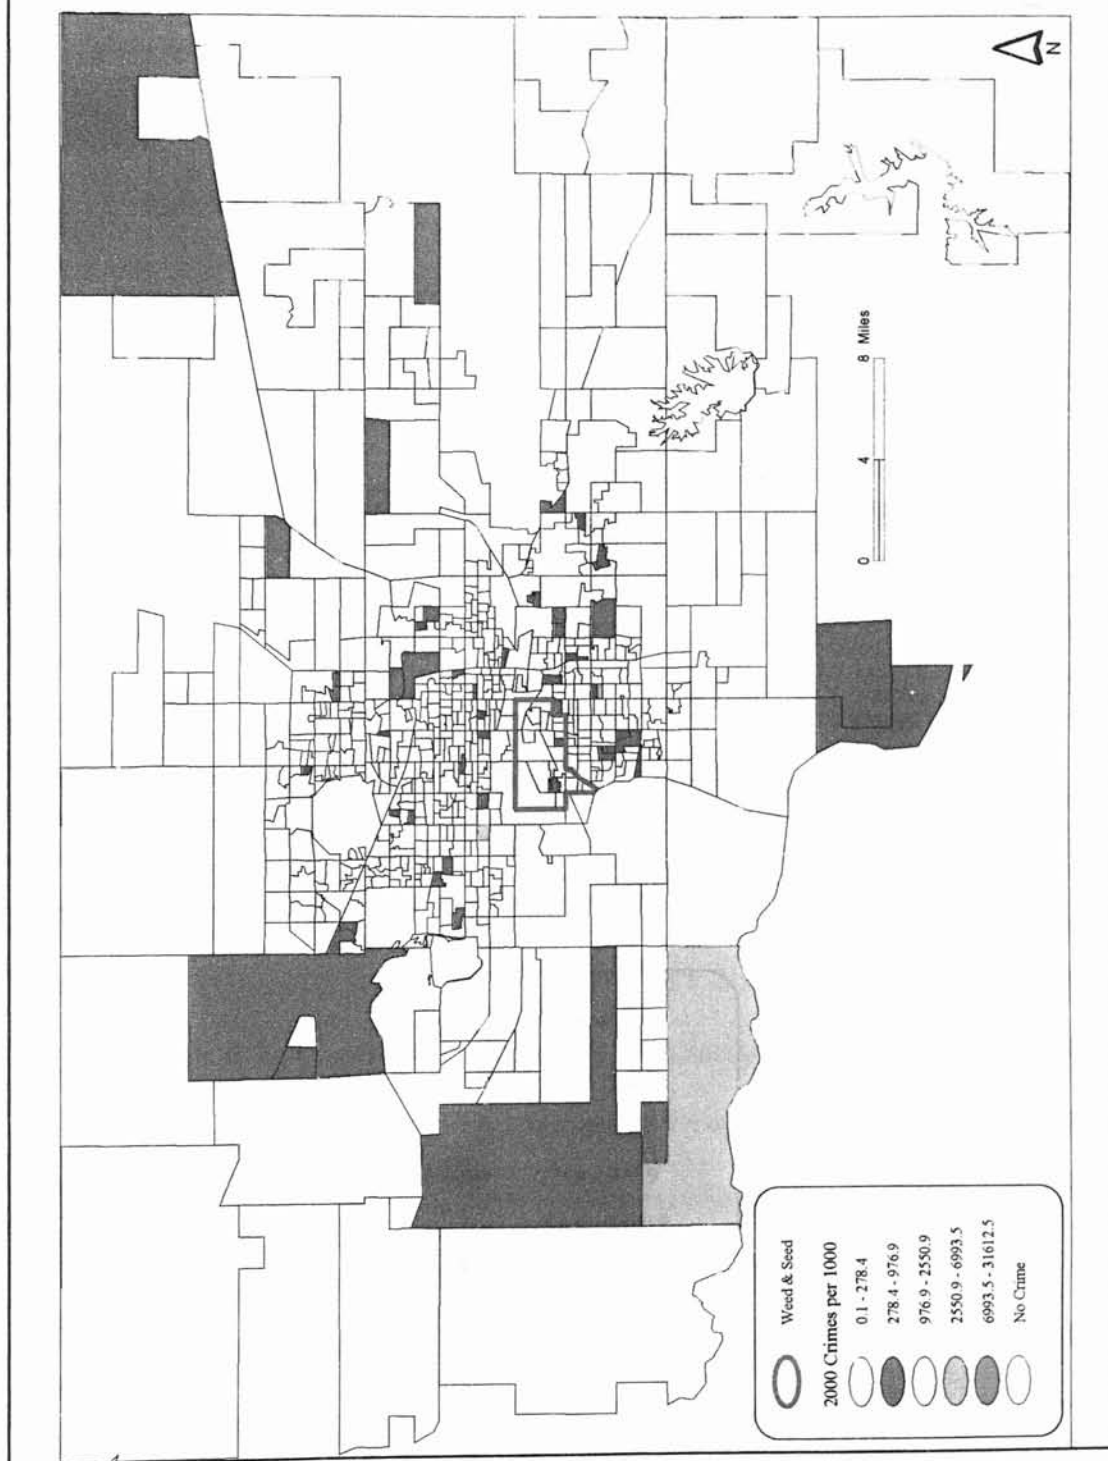 N
0 4 8 Miles
Weed & Seed
2000 Crimes per 1000
0.1 - 278.4
278.4 - 976.9
976.9 - 2550.9
2550.9 - 6993.5
6993.5 - 31612.5
No Crime